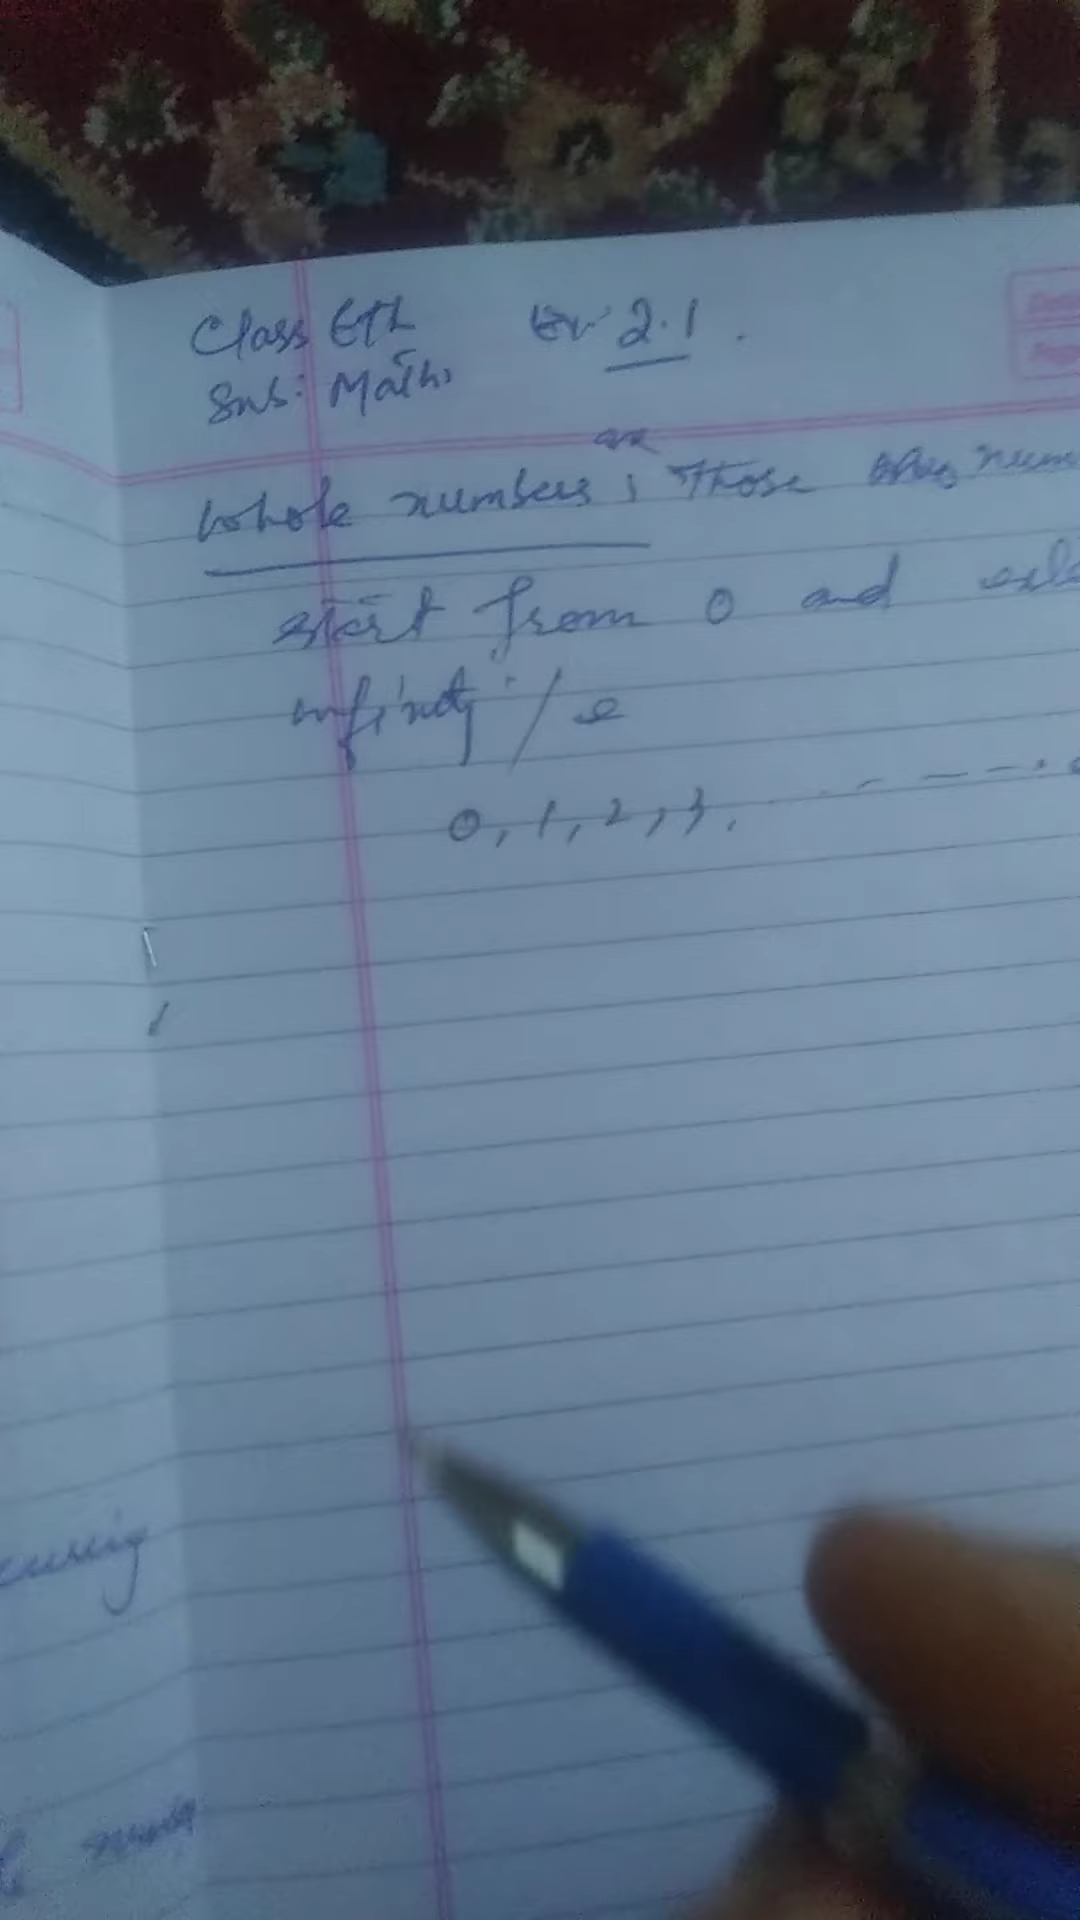 Class 6th Ex: 2.1.
Sub: Maths
are
Whole numbers: Those num
start from 0 and
infinity /
0, 1, 2, 3, . . . - - - - .